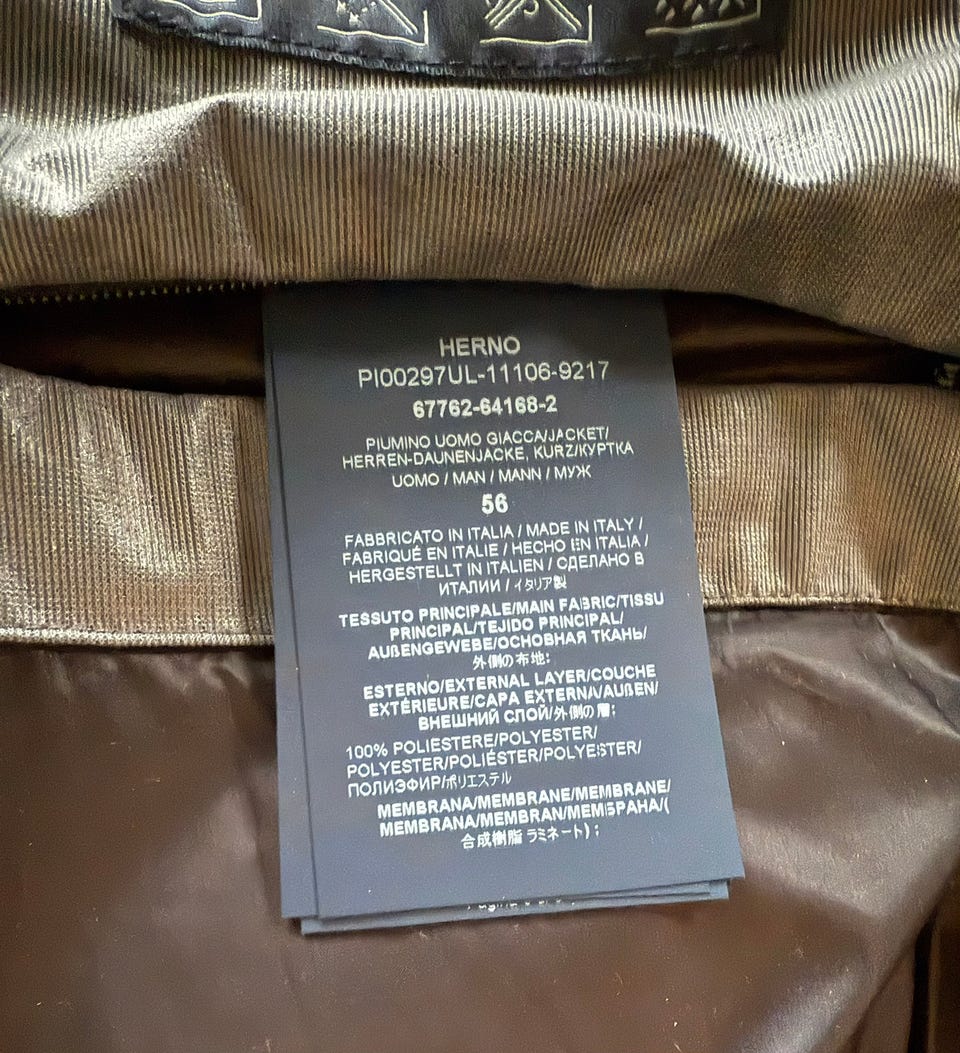 HERNO
PI00297UL-11106-9217
67762-64168-2
PIUMINO UOMO GIACCA/JACKET/
HERREN-DAUNENJACKE, KURZ/КУРТКА
UOMO / MAN / MANN / МУЖ
56
FABBRICATO IN ITALIA / MADE IN ITALY /
FABRIQUÉ EN ITALIE / HECHO EN ITALIA /
HERGESTELLT IN ITALIEN / СДЕЛАНО В
ИТАЛИИ / イタリア製
TESSUTO PRINCIPALE/MAIN FABRIC/TISSU
PRINCIPAL/TEJIDO PRINCIPAL/
AUßENGEWEBE/ОСНОВНАЯ ТКАНЬ/
外側の布地:
ESTERNO/EXTERNAL LAYER/COUCHE
EXTÉRIEURE/CAPA EXTERNA/AUßEN/
ВНЕШНИЙ СЛОЙ/外側の層:
100% POLIESTERE/POLYESTER/
POLYESTER/POLIÉSTER/POLYESTER/
ПОЛИЭФИР/ポリエステル
MEMBRANA/MEMBRANE/MEMBRANE/
MEMBRANA/MEMBRAN/МЕМБРАНА/(
合成樹脂 ラミネート):